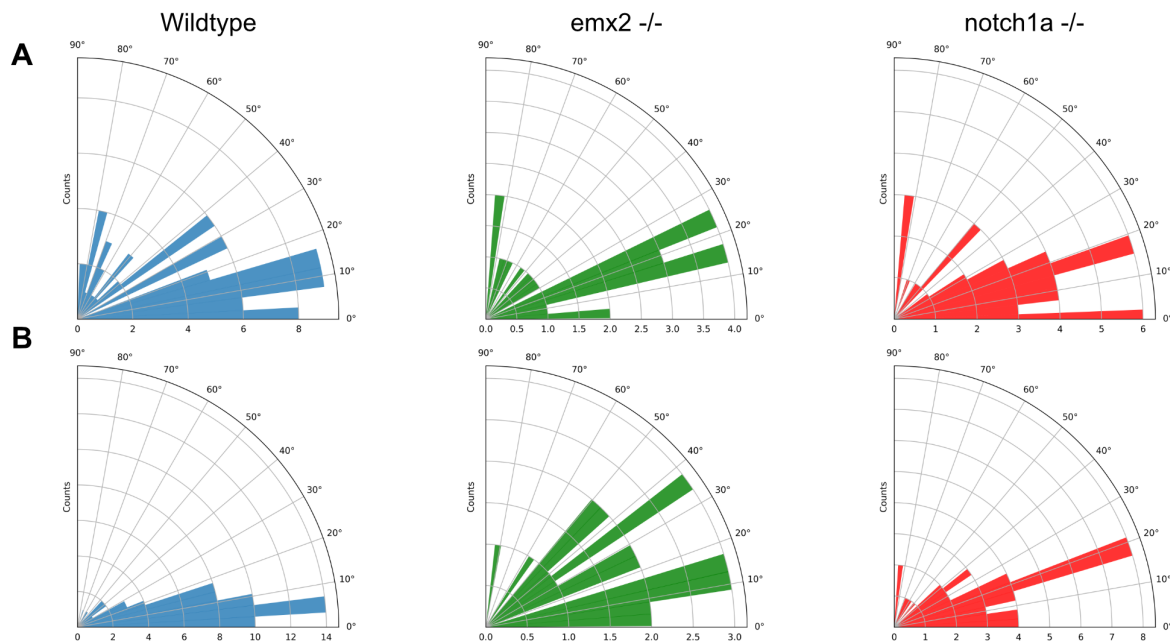 Wildtype emx2 -/- notch1a -/-
A
90° 80° 70° 60° 50° 40° 30° 20° 10° 0°
Counts
0 2 4 6 8
90° 80° 70° 60° 50° 40° 30° 20° 10° 0°
Counts
0.0 0.5 1.0 1.5 2.0 2.5 3.0 3.5 4.0
90° 80° 70° 60° 50° 40° 30° 20° 10° 0°
Counts
0 1 2 3 4 5 6
B
90° 80° 70° 60° 50° 40° 30° 20° 10° 0°
Counts
0 2 4 6 8 10 12 14
90° 80° 70° 60° 50° 40° 30° 20° 10° 0°
Counts
0.0 0.5 1.0 1.5 2.0 2.5 3.0
90° 80° 70° 60° 50° 40° 30° 20° 10° 0°
Counts
0 1 2 3 4 5 6 7 8